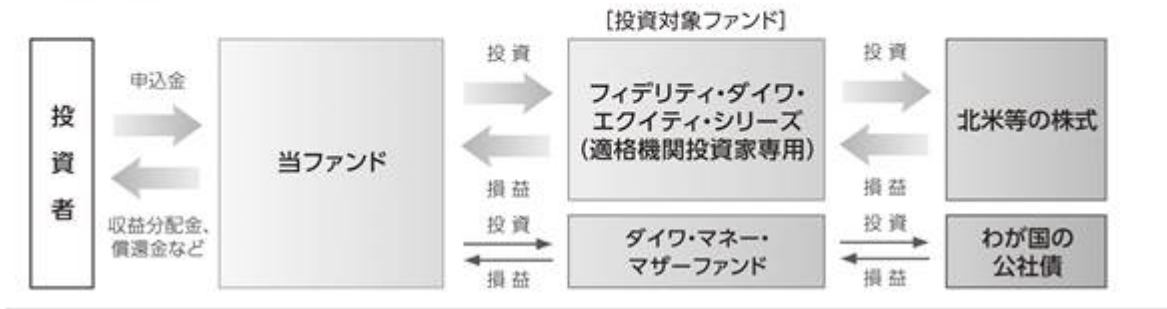 [投資対象ファンド]
投資者
申込金
収益分配金、
償還金など
当ファンド
投資
損益
投資
損益
フィデリティ・ダイワ・
エクイティ・シリーズ
(適格機関投資家専用)
ダイワ・マネー・
マザーファンド
投資
損益
投資
損益
北米等の株式
わが国の
公社債